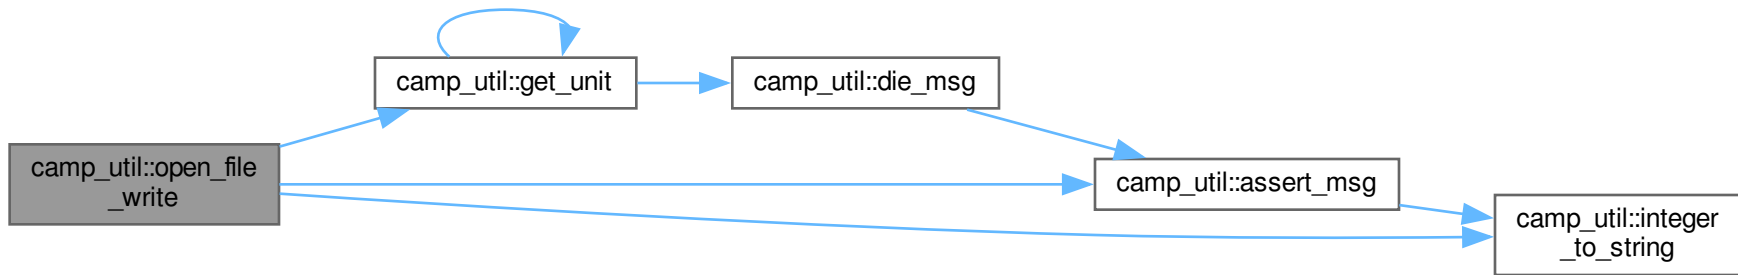 camp_util::get_unit
camp_util::die_msg
camp_util::open_file
_write
camp_util::assert_msg
camp_util::integer
_to_string